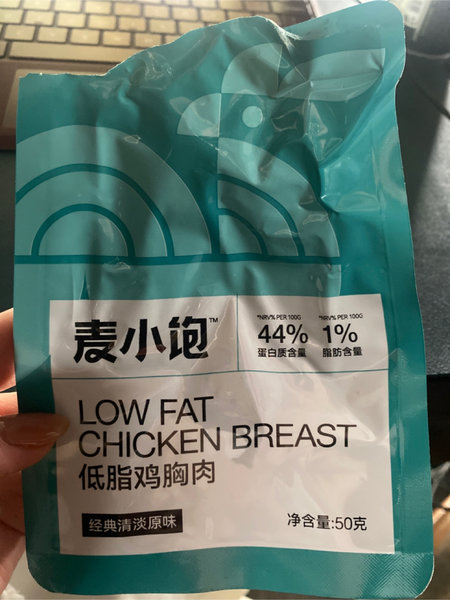 麦小饱™
*NRV% PER 100G
44%
蛋白质含量
*NRV% PER 100G
1%
脂肪含量
LOW FAT
CHICKEN BREAST
低脂鸡胸肉
经典清淡原味
净含量:50克